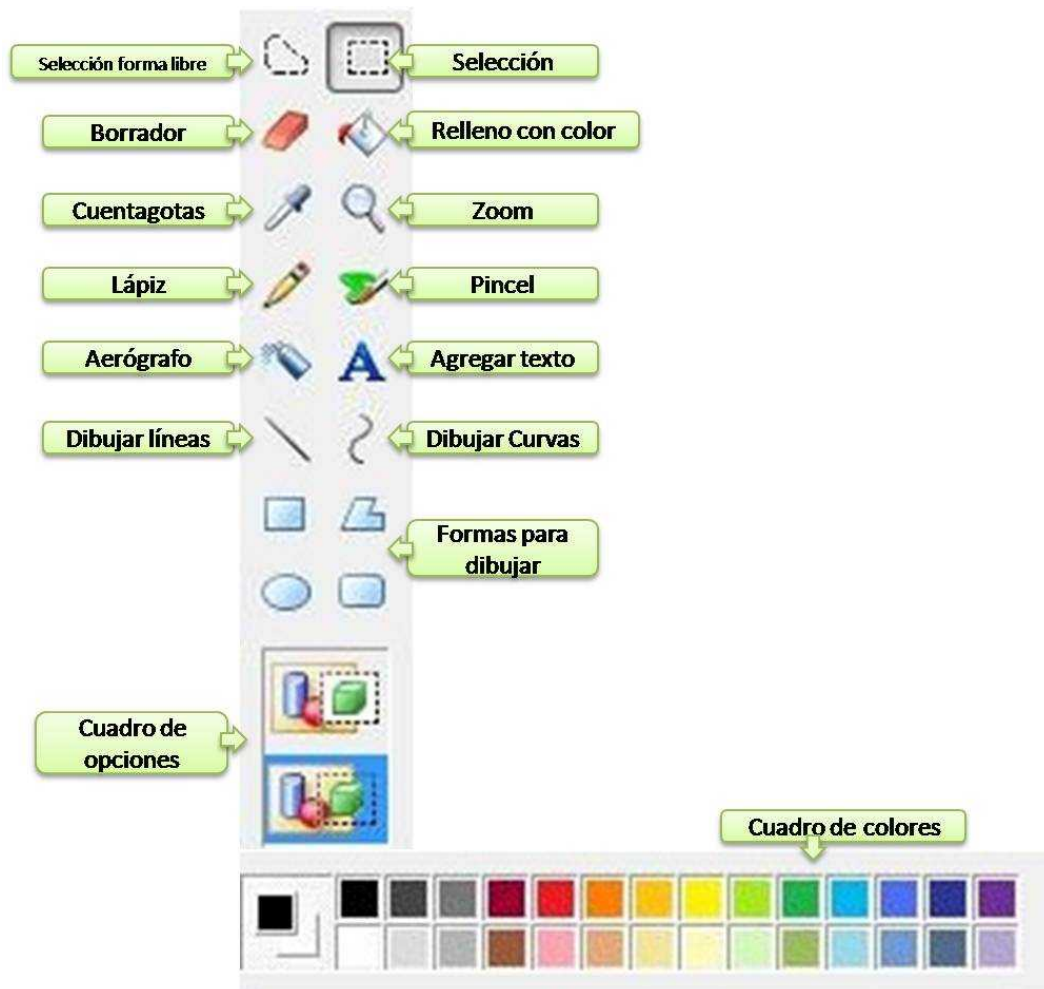 Selección forma libre
Selección
Borrador
Relleno con color
Cuentagotas
Zoom
Lápiz
Pincel
Aerógrafo
A
Agregar texto
Dibujar líneas
Dibujar Curvas
Formas para
dibujar
Cuadro de
opciones
Cuadro de colores